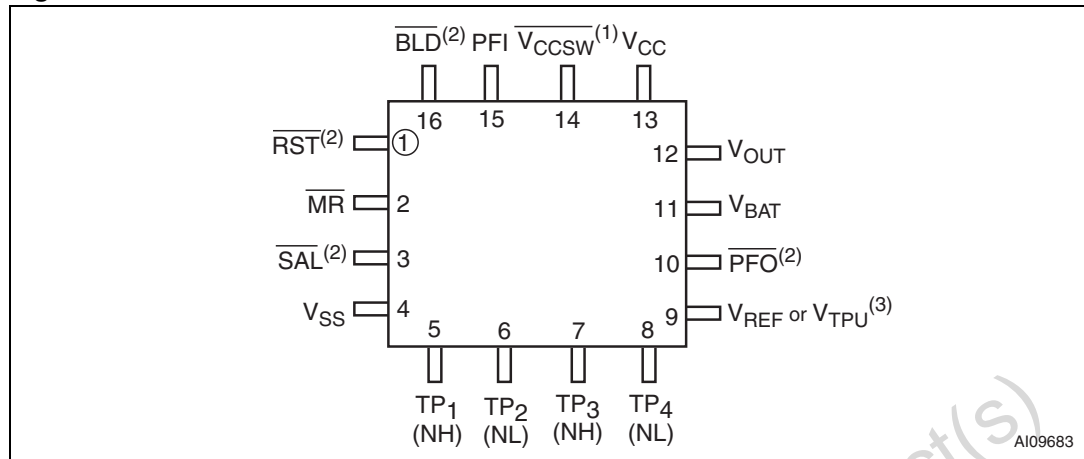 BLD(2) PFI VCCSW(1) VCC
16 15 14 13
RST(2) 1
12 VOUT
MR 2
11 VBAT
SAL(2) 3
10 PFO(2)
VSS 4
9 VREF or VTPU(3)
5 6 7 8
TP1 TP2 TP3 TP4
(NH) (NL) (NH) (NL)
ct(s)
AI09683